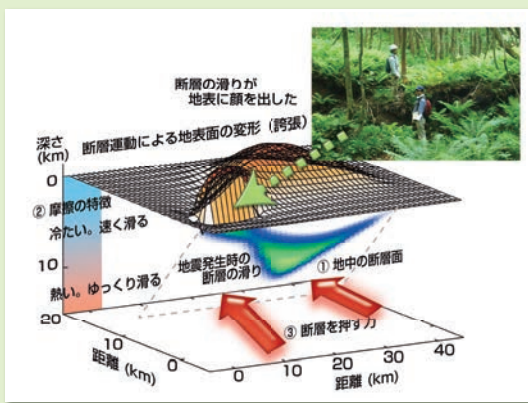 断層の滑りが
地表に顔を出した
深さ
(km)
断層運動による地表面の変形（誇張）
0
② 摩擦の特徴
冷たい。速く滑る
10
熱い。ゆっくり滑る
20
地震発生時の
断層の滑り
① 地中の断層面
③ 断層を押す力
10
0
距離 (km)
0
10
20
30
40
距離 (km)